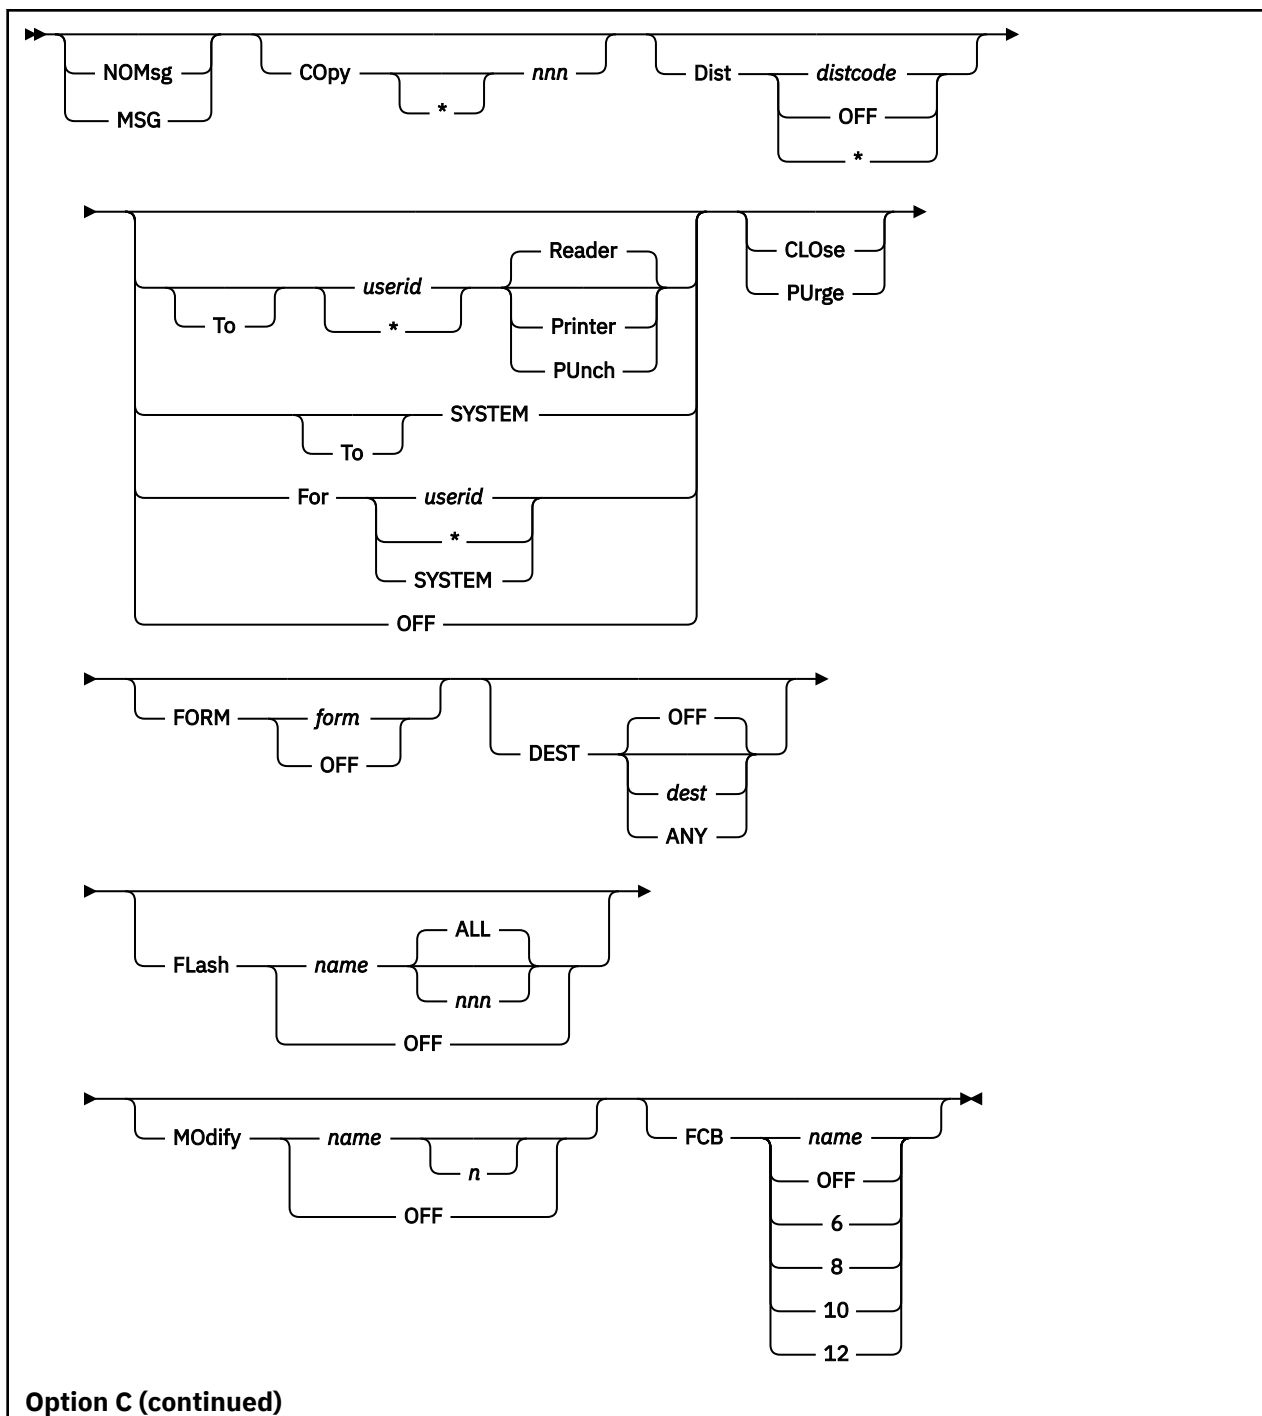 NOMsg
MSG
COpy * nnn
Dist distcode
OFF
*
To userid
*
Reader
Printer
PUnch
To SYSTEM
For userid
*
SYSTEM
OFF
CLOse
PUrge
FORM form
OFF
DEST OFF
dest
ANY
FLash name ALL
nnn
OFF
MOdify name n
OFF
FCB name
OFF
6
8
10
12
Option C (continued)